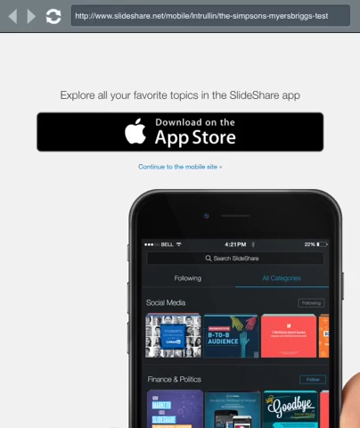 http://www.slideshare.net/mobile/Intrullin/the-simpsons-myersbriggs-test
Explore all your favorite topics in the SlideShare app
Download on the
App Store
Continue to the mobile site »
BELL 4:21PM 22%
Search SlideShare
Following All Categories
Social Media Following
B-TO-B
AUDIENCE
Finance & Politics Follow
Goodbye